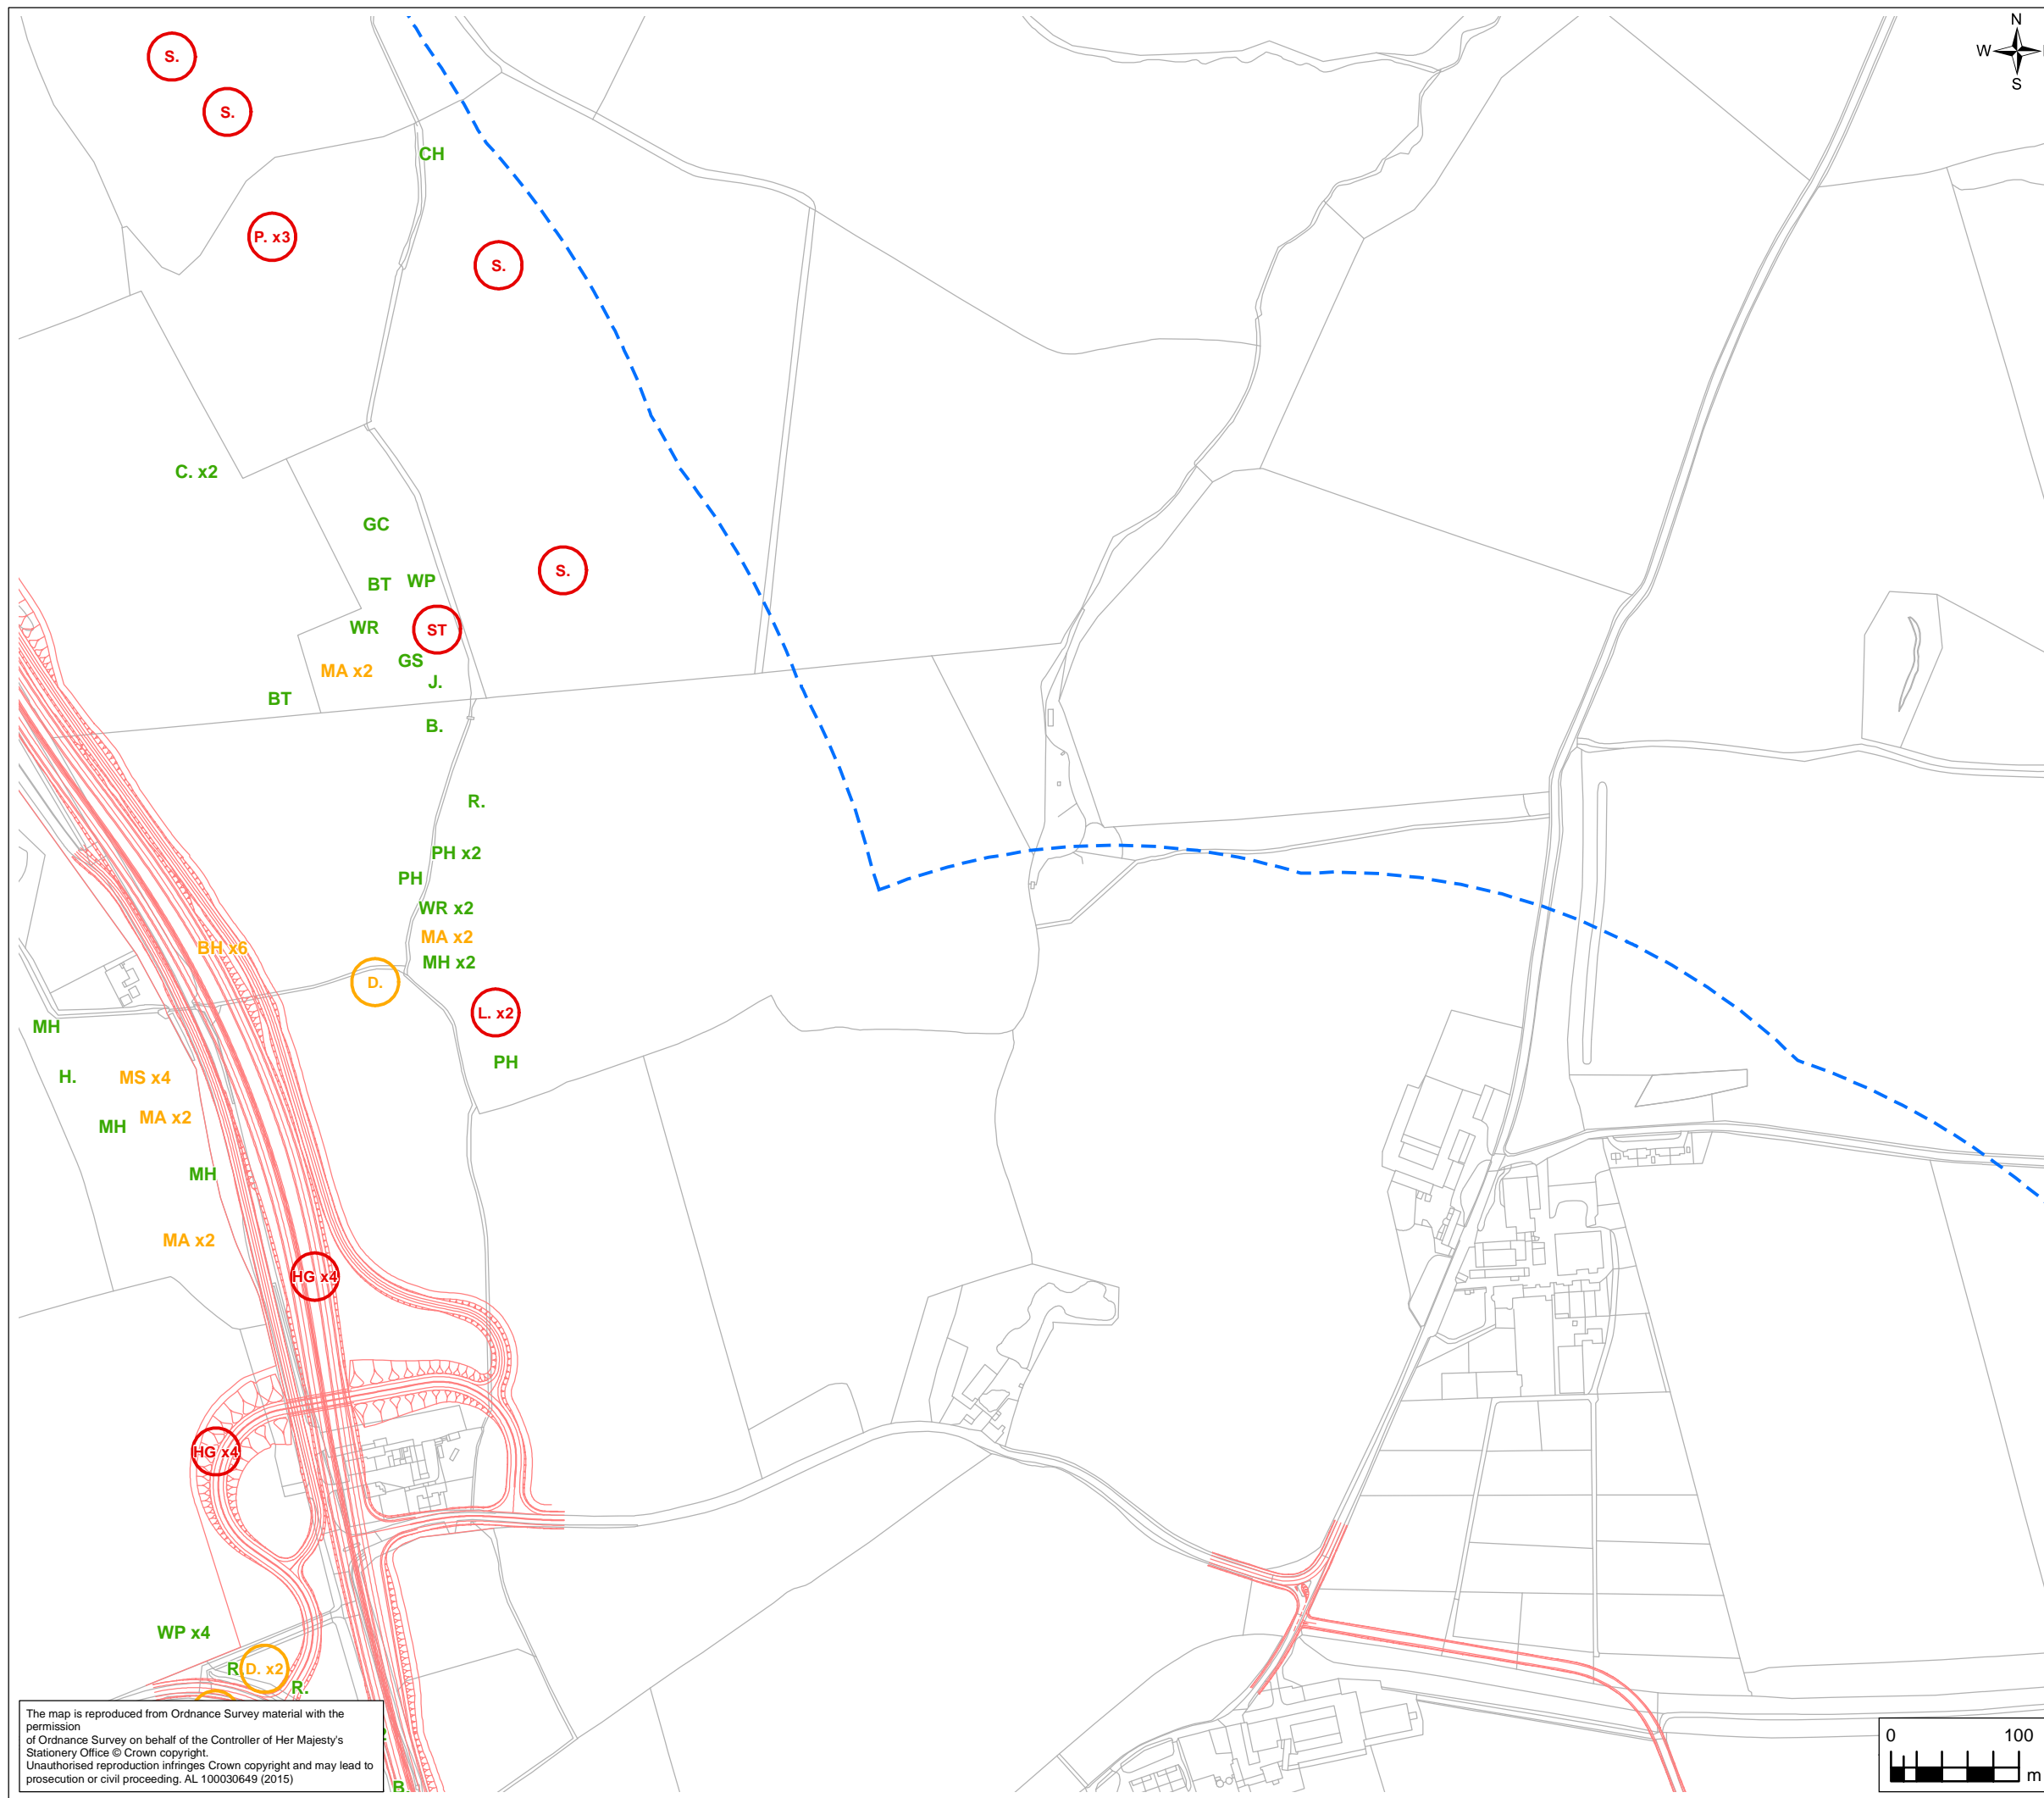 N
W
S
S.
S.
CH
P. x3
S.
C. x2
GC
S.
BT WP
WR ST
GS
MA x2
J.
BT
B.
R.
PH x2
PH
WR x2
MA x2
BH x6
MH x2
D.
L. x2
MH
PH
H. MS x4
MA x2
MH
MH
MA x2
HG x4
HG x4
WP x4
R. D. x2
R.
B.
The map is reproduced from Ordnance Survey material with the
permission
of Ordnance Survey on behalf of the Controller of Her Majesty's
Stationery Office © Crown copyright.
Unauthorised reproduction infringes Crown copyright and may lead to
prosecution or civil proceeding. AL 100030649 (2015)
0 100
m